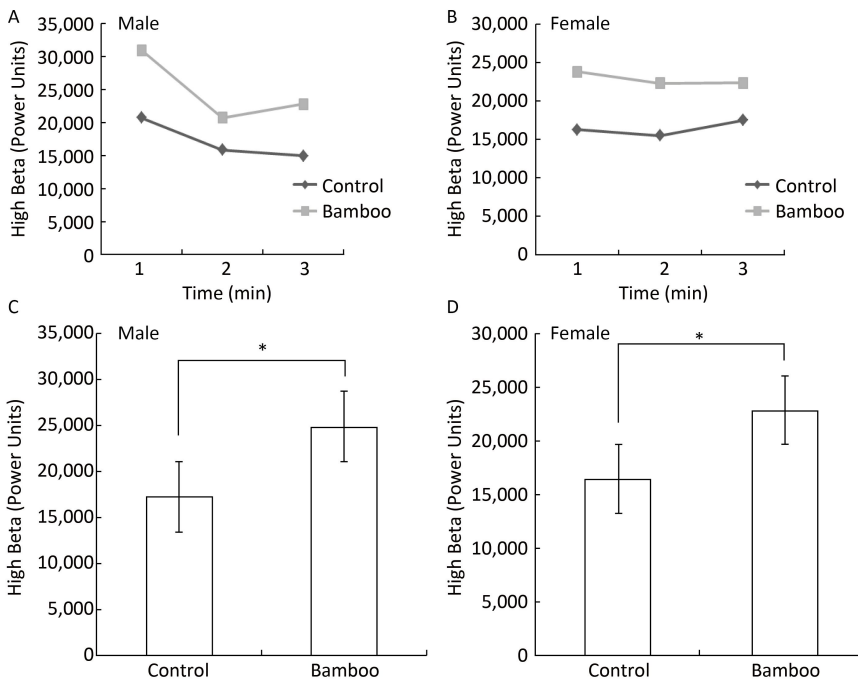 A
Male
High Beta (Power Units)
35,000
30,000
25,000
20,000
15,000
10,000
5,000
0
1 2 3
Time (min)
Control
Bamboo
B
Female
High Beta (Power Units)
30,000
25,000
20,000
15,000
10,000
5,000
0
1 2 3
Time (min)
Control
Bamboo
C
Male
High Beta (Power Units)
35,000
30,000
25,000
20,000
15,000
10,000
5,000
0
*
Control Bamboo
D
Female
High Beta (Power Units)
30,000
25,000
20,000
15,000
10,000
5,000
0
*
Control Bamboo